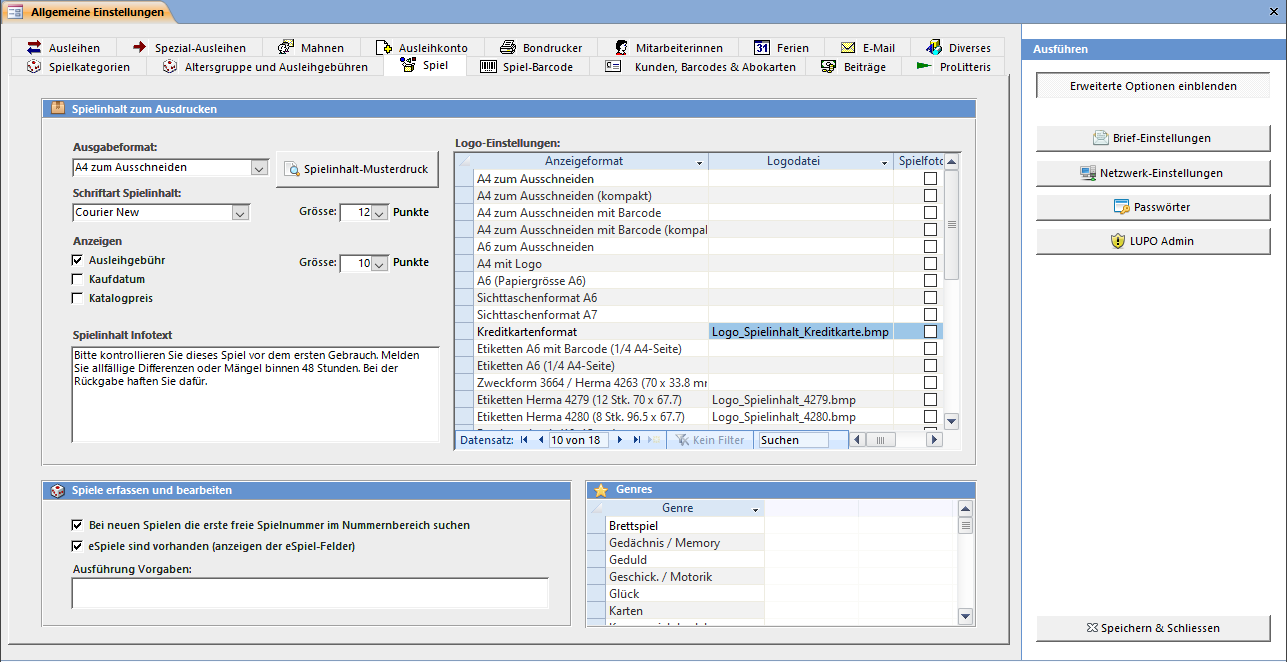 Allgemeine Einstellungen
Ausleihen
Spezial-Ausleihen
Mahnen
Ausleihkonto
Bondrucker
Mitarbeiterinnen
31 Ferien
E-Mail
Diverses
Spielkategorien
Altersgruppe und Ausleihgebühren
Spiel
Spiel-Barcode
Kunden, Barcodes & Abokarten
Beiträge
ProLitteris
Spielinhalt zum Ausdrucken
Ausgabeformat:
A4 zum Ausschneiden
Spielinhalt-Musterdruck
Schriftart Spielinhalt:
Courier New
Grösse: 12 Punkte
Anzeigen
Ausleihgebühr
Grösse: 10 Punkte
Kaufdatum
Katalogpreis
Spielinhalt Infotext
Bitte kontrollieren Sie dieses Spiel vor dem ersten Gebrauch. Melden
Sie allfällige Differenzen oder Mängel binnen 48 Stunden. Bei der
Rückgabe haften Sie dafür.
Logo-Einstellungen:
Anzeigeformat Logodatei Spielfoto
A4 zum Ausschneiden
A4 zum Ausschneiden (kompakt)
A4 zum Ausschneiden mit Barcode
A4 zum Ausschneiden mit Barcode (kompal
A6 zum Ausschneiden
A4 mit Logo
A6 (Papiergrösse A6)
Sichttaschenformat A6
Sichttaschenformat A7
Kreditkartenformat Logo_Spielinhalt_Kreditkarte.bmp
Etiketten A6 mit Barcode (1/4 A4-Seite)
Etiketten A6 (1/4 A4-Seite)
Zweckform 3664 / Herma 4263 (70 x 33.8 mr
Etiketten Herma 4279 (12 Stk. 70 x 67.7) Logo_Spielinhalt_4279.bmp
Etiketten Herma 4280 (8 Stk. 96.5 x 67.7) Logo_Spielinhalt_4280.bmp
Datensatz: 10 von 18 Kein Filter Suchen
Spiele erfassen und bearbeiten
Bei neuen Spielen die erste freie Spielnummer im Nummernbereich suchen
eSpiele sind vorhanden (anzeigen der eSpiel-Felder)
Ausführung Vorgaben:
Genres
Genre
Brettspiel
Gedächnis / Memory
Geduld
Geschick. / Motorik
Glück
Karten
Ausführen
Erweiterte Optionen einblenden
Brief-Einstellungen
Netzwerk-Einstellungen
Passwörter
LUPO Admin
Speichern & Schliessen